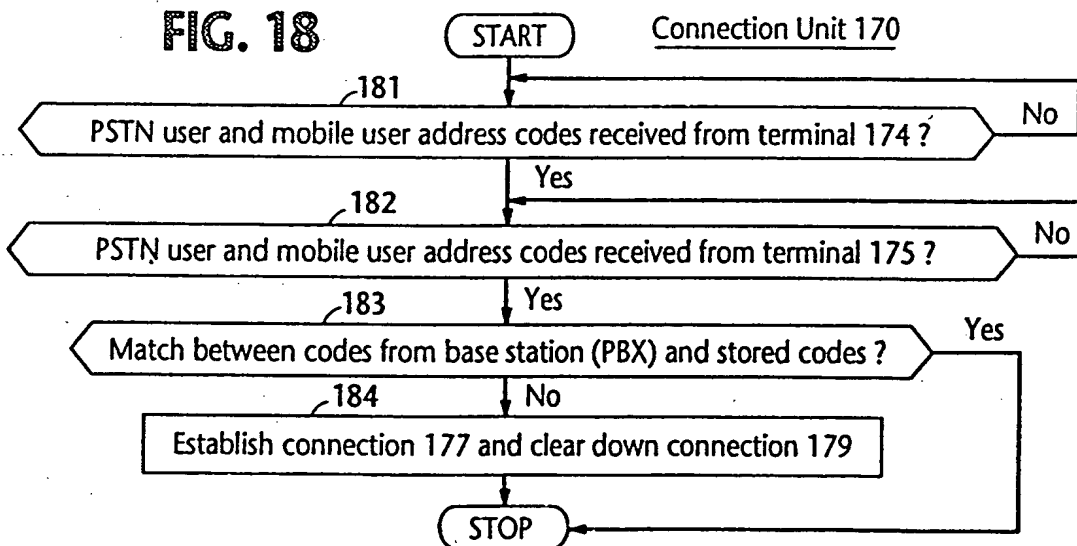 FIG. 18
START
Connection Unit 170
181
PSTN user and mobile user address codes received from terminal 174 ?
No
Yes
182
PSTN user and mobile user address codes received from terminal 175 ?
No
Yes
183
Match between codes from base station (PBX) and stored codes ?
Yes
No
184
Establish connection 177 and clear down connection 179
STOP